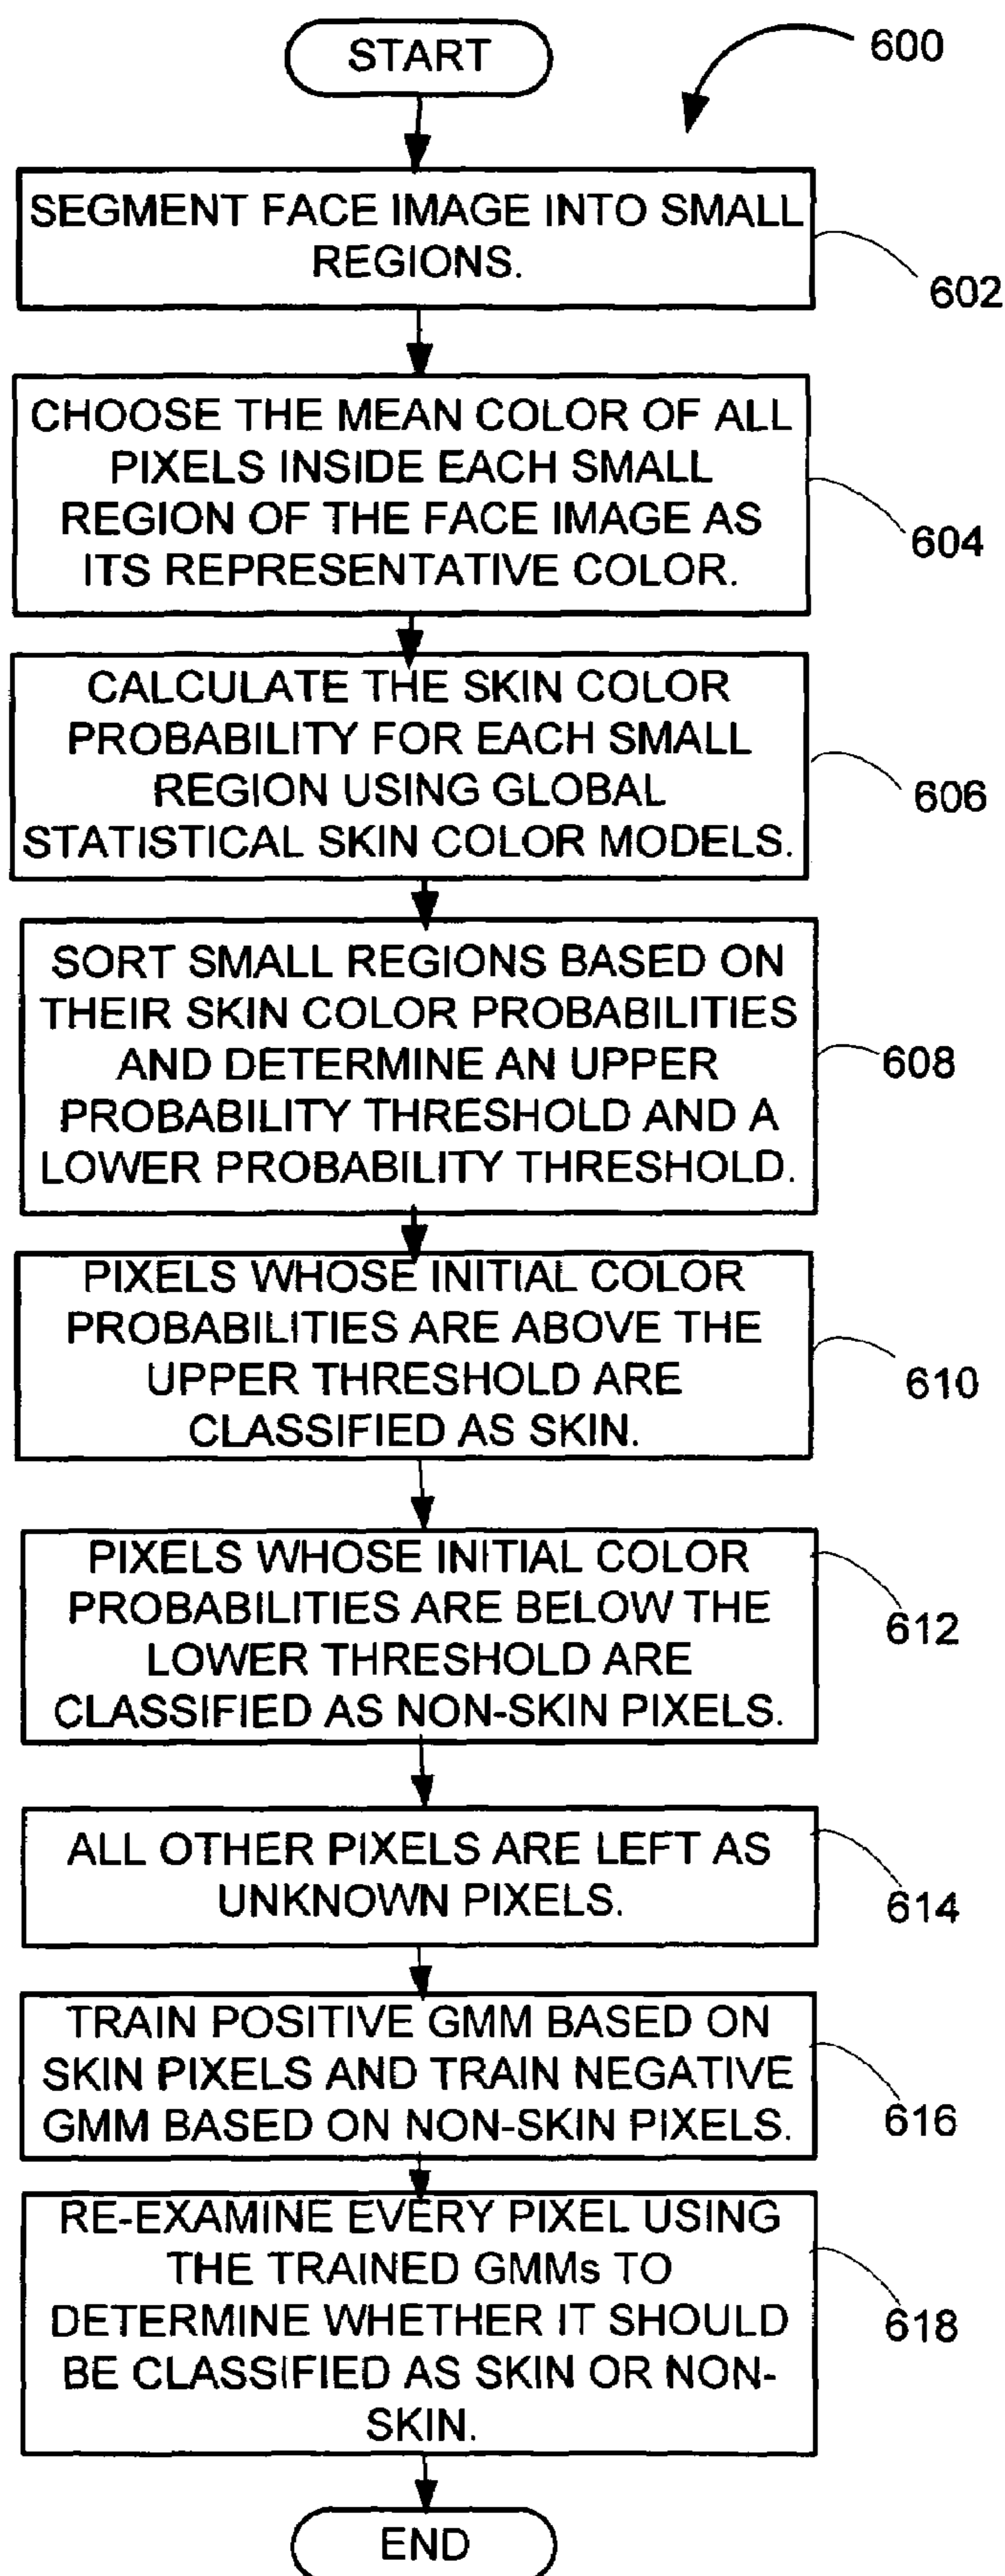 START
600
SEGMENT FACE IMAGE INTO SMALL
REGIONS.
602
CHOOSE THE MEAN COLOR OF ALL
PIXELS INSIDE EACH SMALL
REGION OF THE FACE IMAGE AS
ITS REPRESENTATIVE COLOR.
604
CALCULATE THE SKIN COLOR
PROBABILITY FOR EACH SMALL
REGION USING GLOBAL
STATISTICAL SKIN COLOR MODELS.
606
SORT SMALL REGIONS BASED ON
THEIR SKIN COLOR PROBABILITIES
AND DETERMINE AN UPPER
PROBABILITY THRESHOLD AND A
LOWER PROBABILITY THRESHOLD.
608
PIXELS WHOSE INITIAL COLOR
PROBABILITIES ARE ABOVE THE
UPPER THRESHOLD ARE
CLASSIFIED AS SKIN.
610
PIXELS WHOSE INITIAL COLOR
PROBABILITIES ARE BELOW THE
LOWER THRESHOLD ARE
CLASSIFIED AS NON-SKIN PIXELS.
612
ALL OTHER PIXELS ARE LEFT AS
UNKNOWN PIXELS.
614
TRAIN POSITIVE GMM BASED ON
SKIN PIXELS AND TRAIN NEGATIVE
GMM BASED ON NON-SKIN PIXELS.
616
RE-EXAMINE EVERY PIXEL USING
THE TRAINED GMMs TO
DETERMINE WHETHER IT SHOULD
BE CLASSIFIED AS SKIN OR NON-
SKIN.
618
END